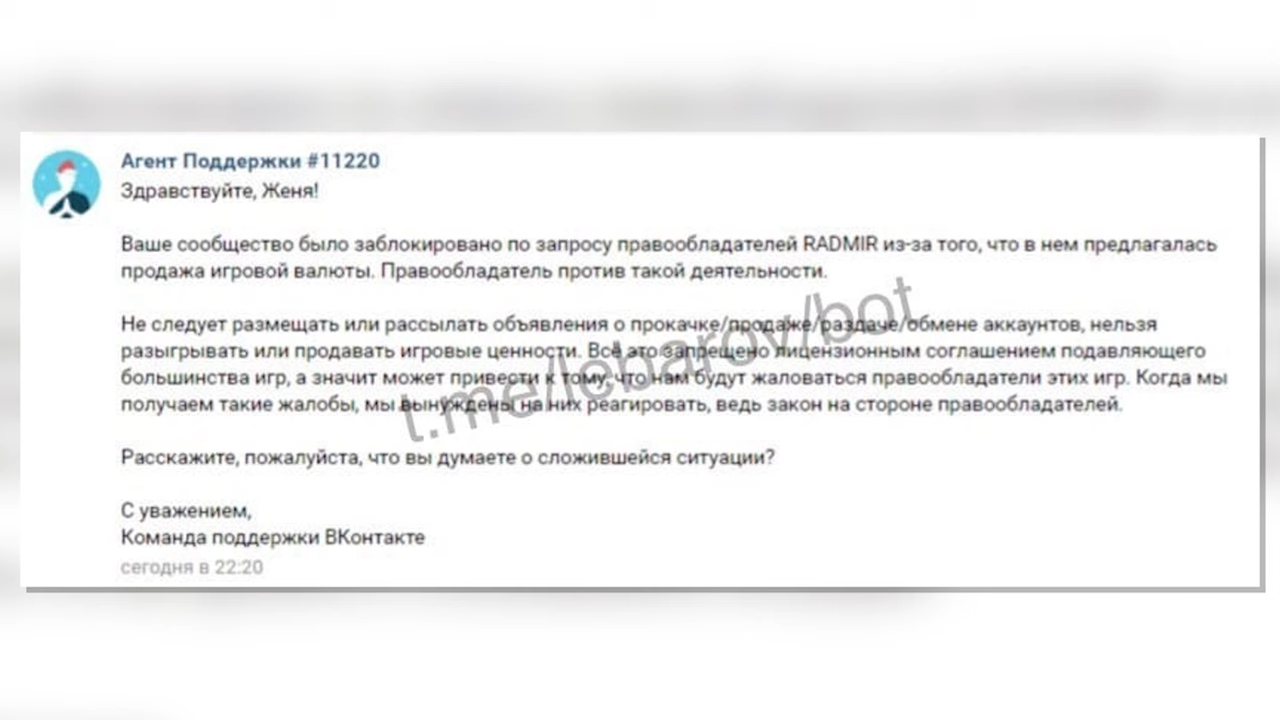 Агент Поддержки #11220
Здравствуйте, Женя!
Ваше сообщество было заблокировано по запросу правообладателей RADMIR из-за того, что в нем предлагалась
продажа игровой валюты. Правообладатель против такой деятельности.
Не следует размещать или рассылать объявления о прокачке/продаже/раздаче/обмене аккаунтов, нельзя
разыгрывать или продавать игровые ценности. Всё это запрещено лицензионным соглашением подавляющего
большинства игр, а значит может привести к тому, что нам будут жаловаться правообладатели этих игр. Когда мы
получаем такие жалобы, мы вынуждены на них реагировать, ведь закон на стороне правообладателей.
t.me/lebarov/bot
Расскажите, пожалуйста, что вы думаете о сложившейся ситуации?
С уважением,
Команда поддержки ВКонтакте
сегодня в 22:20